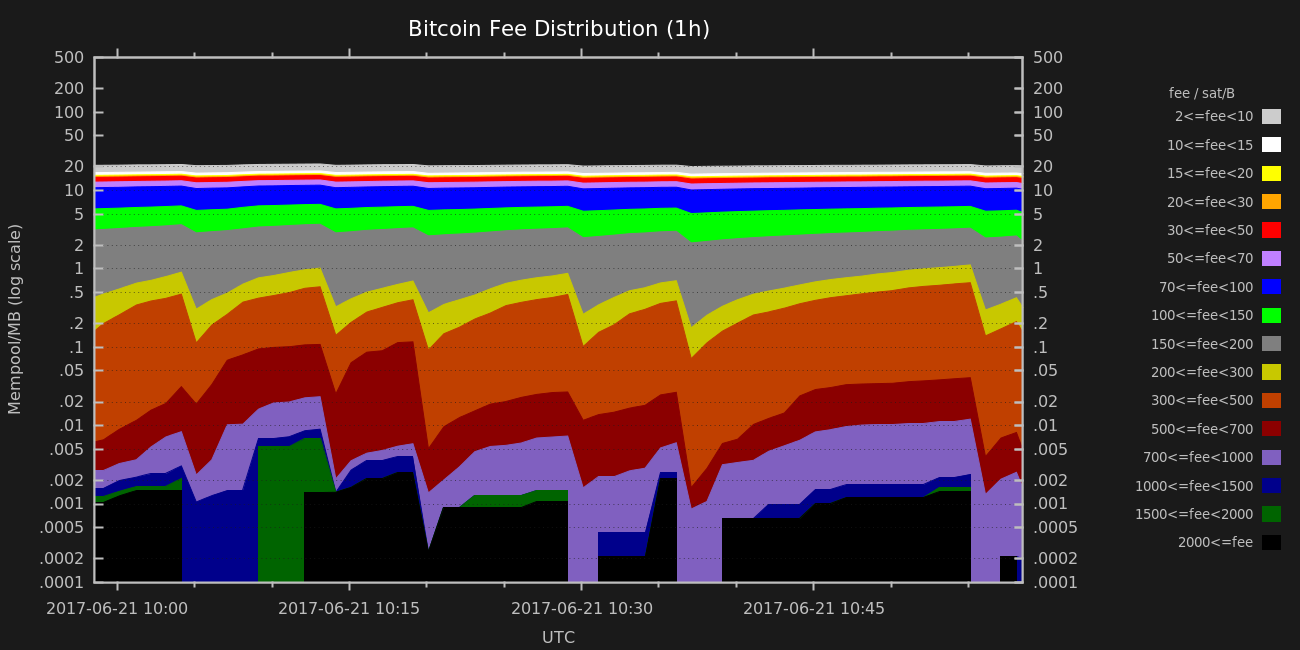 Bitcoin Fee Distribution (1h)
500 500
200 200
100 100
50 50
20 20
10 10
5 5
2 2
1 1
.5 .5
.2 .2
.1 .1
.05 .05
.02 .02
.01 .01
.005 .005
.002 .002
.001 .001
.0005 .0005
.0002 .0002
.0001 .0001
Mempool/MB (log scale)
2017-06-21 10:00 2017-06-21 10:15 2017-06-21 10:30 2017-06-21 10:45
UTC
fee / sat/B
2<=fee<10
10<=fee<15
15<=fee<20
20<=fee<30
30<=fee<50
50<=fee<70
70<=fee<100
100<=fee<150
150<=fee<200
200<=fee<300
300<=fee<500
500<=fee<700
700<=fee<1000
1000<=fee<1500
1500<=fee<2000
2000<=fee